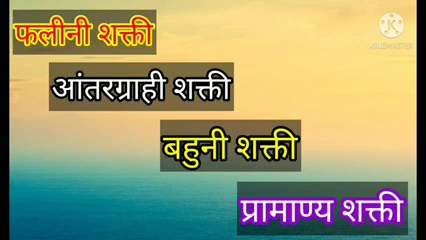 फलीनी शक्ती
आंतरग्राही शक्ती
बहुनी शक्ती
प्रामाण्य शक्ती